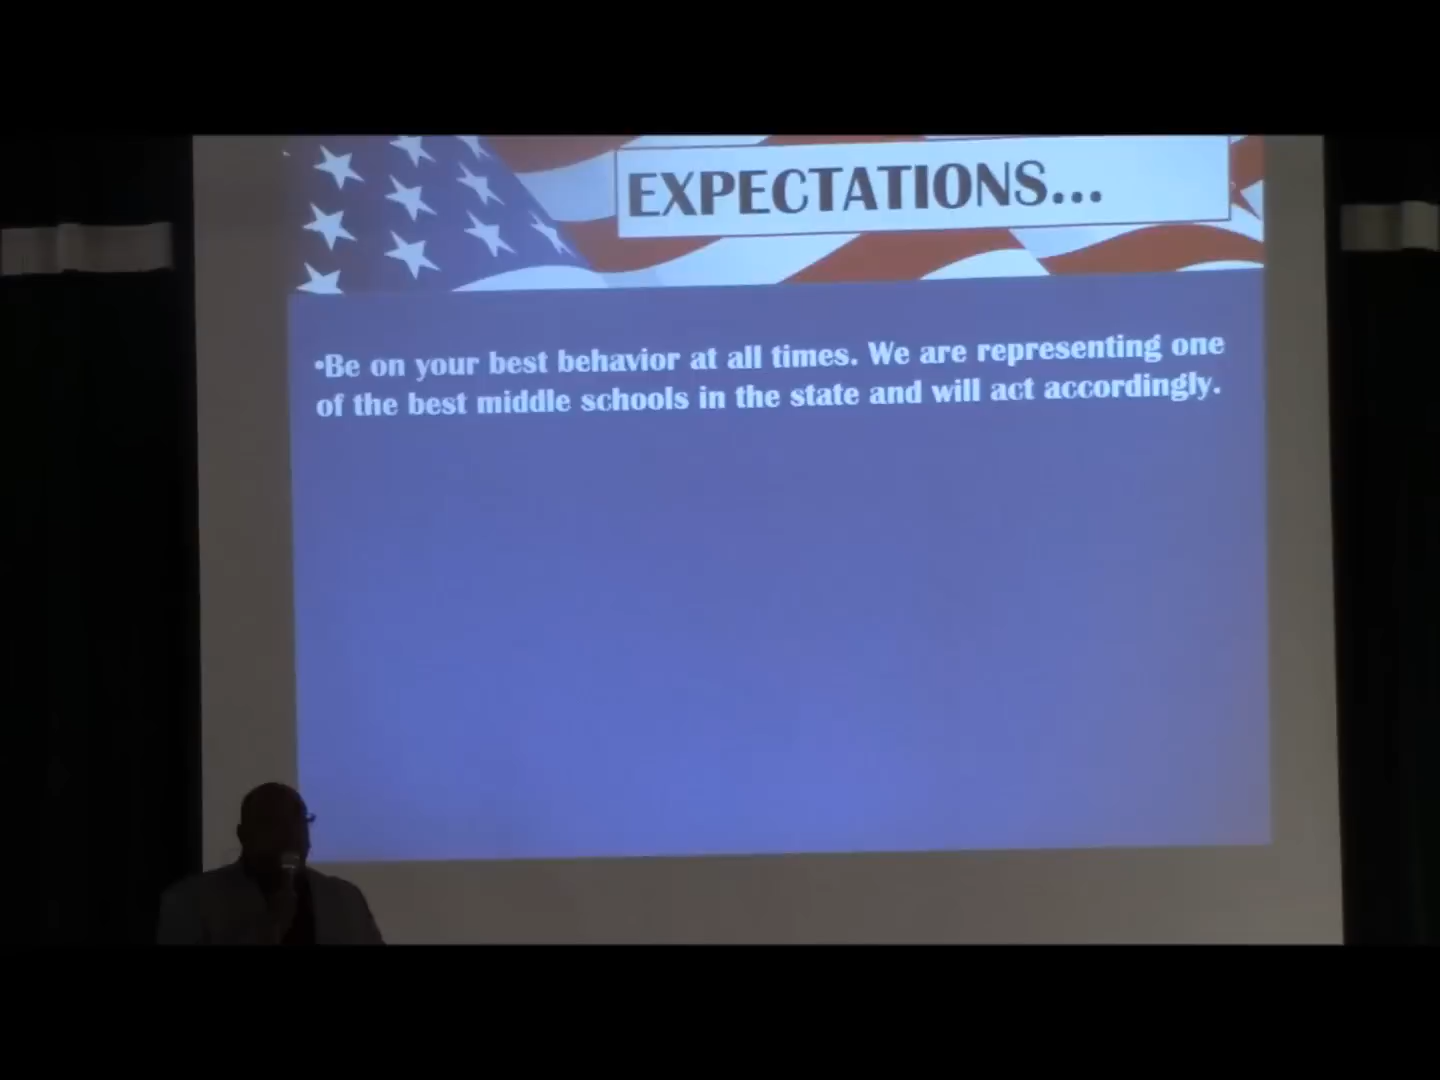 EXPECTATIONS...
•Be on your best behavior at all times. We are representing one
of the best middle schools in the state and will act accordingly.